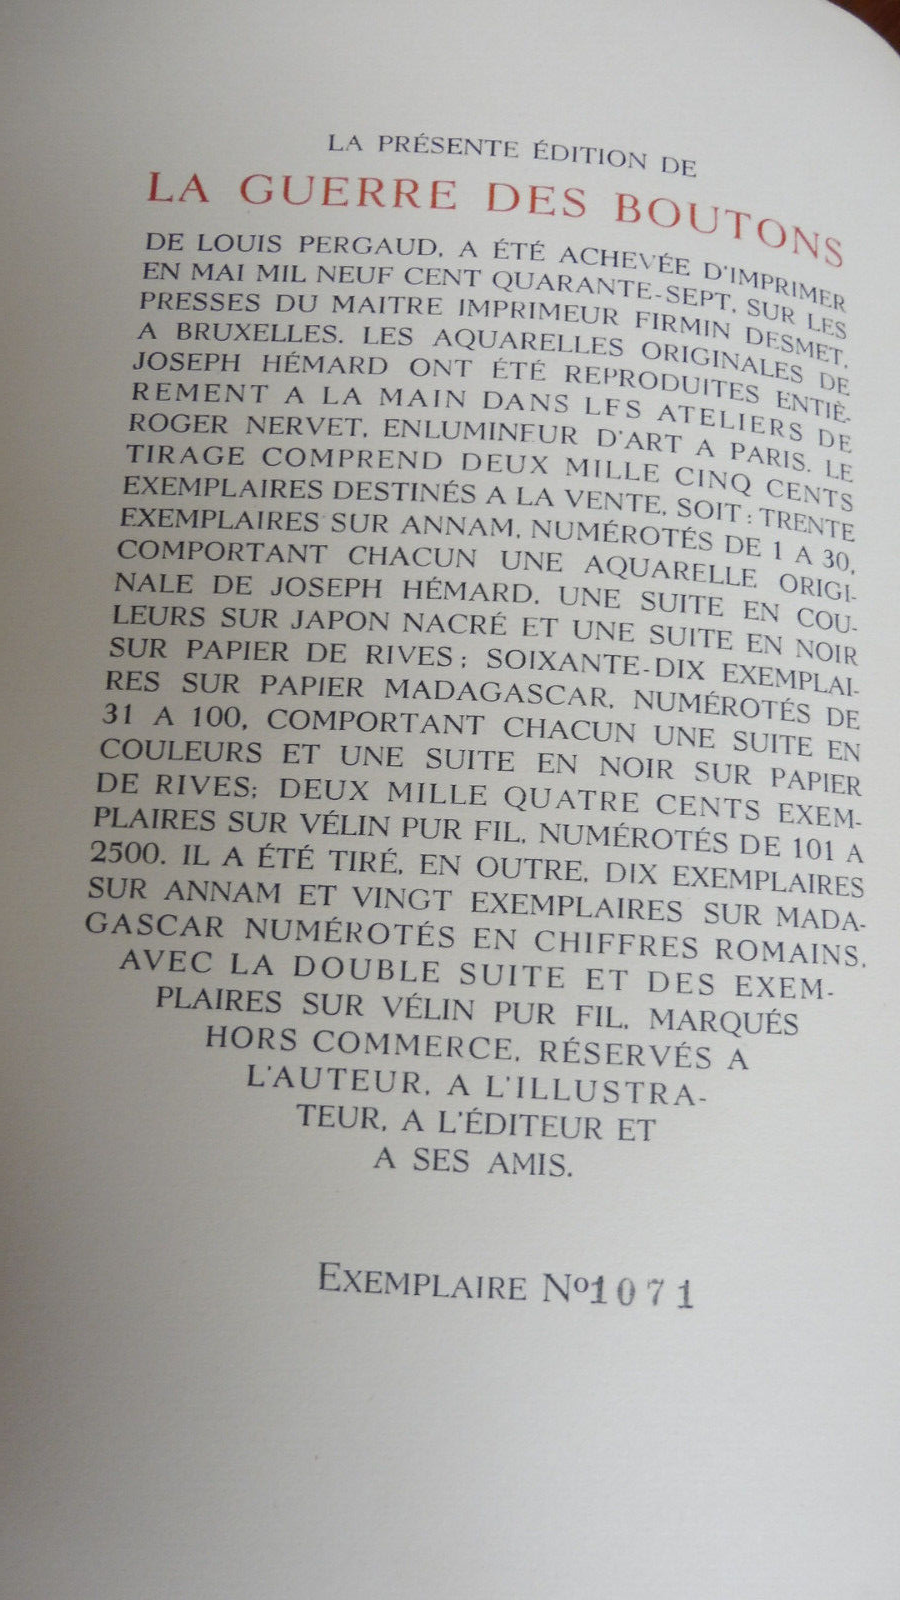 LA PRÉSENTE ÉDITION DE
LA GUERRE DES BOUTONS
DE LOUIS PERGAUD, A ÉTÉ ACHEVÉE D'IMPRIMER
EN MAI MIL NEUF CENT QUARANTE-SEPT, SUR LES
PRESSES DU MAITRE IMPRIMEUR FIRMIN DESMET,
A BRUXELLES. LES AQUARELLES ORIGINALES DE
JOSEPH HÉMARD ONT ÉTÉ REPRODUITES ENTIÈ-
REMENT A LA MAIN DANS LES ATELIERS DE
ROGER NERVET, ENLUMINEUR D'ART A PARIS. LE
TIRAGE COMPREND DEUX MILLE CINQ CENTS
EXEMPLAIRES DESTINÉS A LA VENTE, SOIT : TRENTE
EXEMPLAIRES SUR ANNAM, NUMÉROTÉS DE 1 A 30,
COMPORTANT CHACUN UNE AQUARELLE ORIGI-
NALE DE JOSEPH HÉMARD, UNE SUITE EN COU-
LEURS SUR JAPON NACRÉ ET UNE SUITE EN NOIR
SUR PAPIER DE RIVES ; SOIXANTE-DIX EXEMPLAI-
RES SUR PAPIER MADAGASCAR, NUMÉROTÉS DE
31 A 100, COMPORTANT CHACUN UNE SUITE EN
COULEURS ET UNE SUITE EN NOIR SUR PAPIER
DE RIVES; DEUX MILLE QUATRE CENTS EXEM-
PLAIRES SUR VÉLIN PUR FIL, NUMÉROTÉS DE 101 A
2500. IL A ÉTÉ TIRÉ, EN OUTRE, DIX EXEMPLAIRES
SUR ANNAM ET VINGT EXEMPLAIRES SUR MADA-
GASCAR NUMÉROTÉS EN CHIFFRES ROMAINS,
AVEC LA DOUBLE SUITE ET DES EXEM-
PLAIRES SUR VÉLIN PUR FIL, MARQUÉS
HORS COMMERCE, RÉSERVÉS A
L'AUTEUR, A L'ILLUSTRA-
TEUR, A L'ÉDITEUR ET
A SES AMIS.
EXEMPLAIRE Nº1071